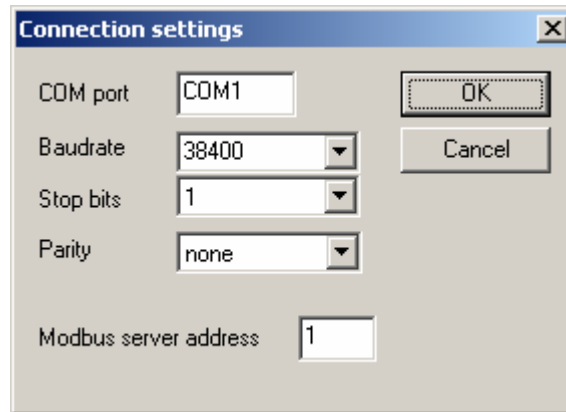 Connection settings
COM port COM1 OK
Baudrate 38400 Cancel
Stop bits 1
Parity none
Modbus server address 1